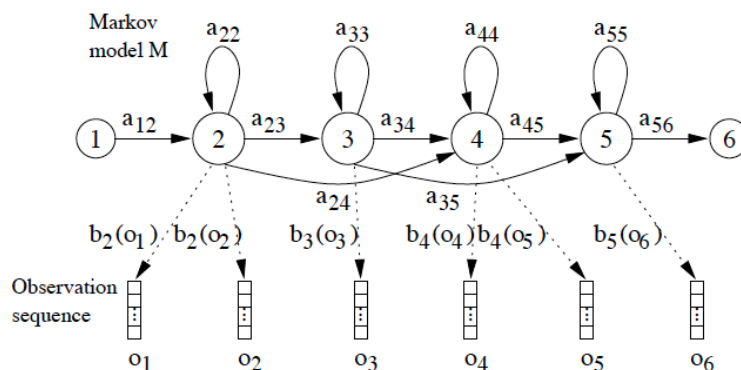 Markov
model M
a22 a33 a44 a55
1 a12 2 a23 3 a34 4 a45 5 a56 6
a24 a35
b2(o1) b2(o2) b3(o3) b4(o4) b4(o5) b5(o6)
Observation
sequence
o1 o2 o3 o4 o5 o6